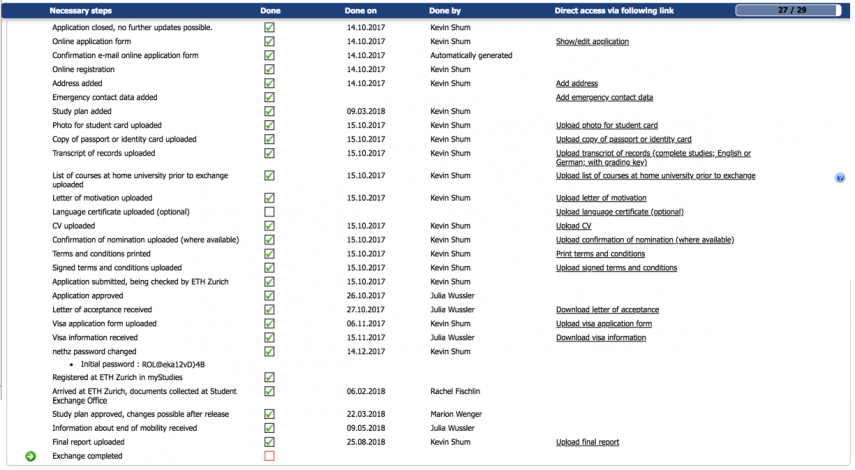 Necessary steps Done Done on Done by Direct access via following link 27 / 29
Application closed, no further updates possible. 14.10.2017 Kevin Shum
Online application form 14.10.2017 Kevin Shum Show/edit application
Confirmation e-mail online application form 14.10.2017 Automatically generated
Online registration 14.10.2017 Kevin Shum
Address added 14.10.2017 Kevin Shum Add address
Emergency contact data added Add emergency contact data
Study plan added 09.03.2018 Kevin Shum
Photo for student card uploaded 15.10.2017 Kevin Shum Upload photo for student card
Copy of passport or identity card uploaded 15.10.2017 Kevin Shum Upload copy of passport or identity card
Transcript of records uploaded 15.10.2017 Kevin Shum Upload transcript of records (complete studies; English or
German; with grading key)
List of courses at home university prior to exchange 15.10.2017 Kevin Shum Upload list of courses at home university prior to exchange
uploaded
Letter of motivation uploaded 15.10.2017 Kevin Shum Upload letter of motivation
Language certificate uploaded (optional) Upload language certificate (optional)
CV uploaded 15.10.2017 Kevin Shum Upload CV
Confirmation of nomination uploaded (where available) 15.10.2017 Kevin Shum Upload confirmation of nomination (where available)
Terms and conditions printed 15.10.2017 Kevin Shum Print terms and conditions
Signed terms and conditions uploaded 15.10.2017 Kevin Shum Upload signed terms and conditions
Application submitted, being checked by ETH Zurich 15.10.2017 Kevin Shum
Application approved 26.10.2017 Julia Wussler
Letter of acceptance received 27.10.2017 Julia Wussler Download letter of acceptance
Visa application form uploaded 06.11.2017 Kevin Shum Upload visa application form
Visa information received 15.11.2017 Julia Wussler Download visa information
nethz password changed 14.12.2017 Kevin Shum
• Initial password : ROL@eka12vD}4B
Registered at ETH Zurich in myStudies
Arrived at ETH Zurich, documents collected at Student 06.02.2018 Rachel Fischlin
Exchange Office
Study plan approved, changes possible after release 22.03.2018 Marion Wenger
Information about end of mobility received 09.05.2018 Julia Wussler
Final report uploaded 25.08.2018 Kevin Shum Upload final report
Exchange completed